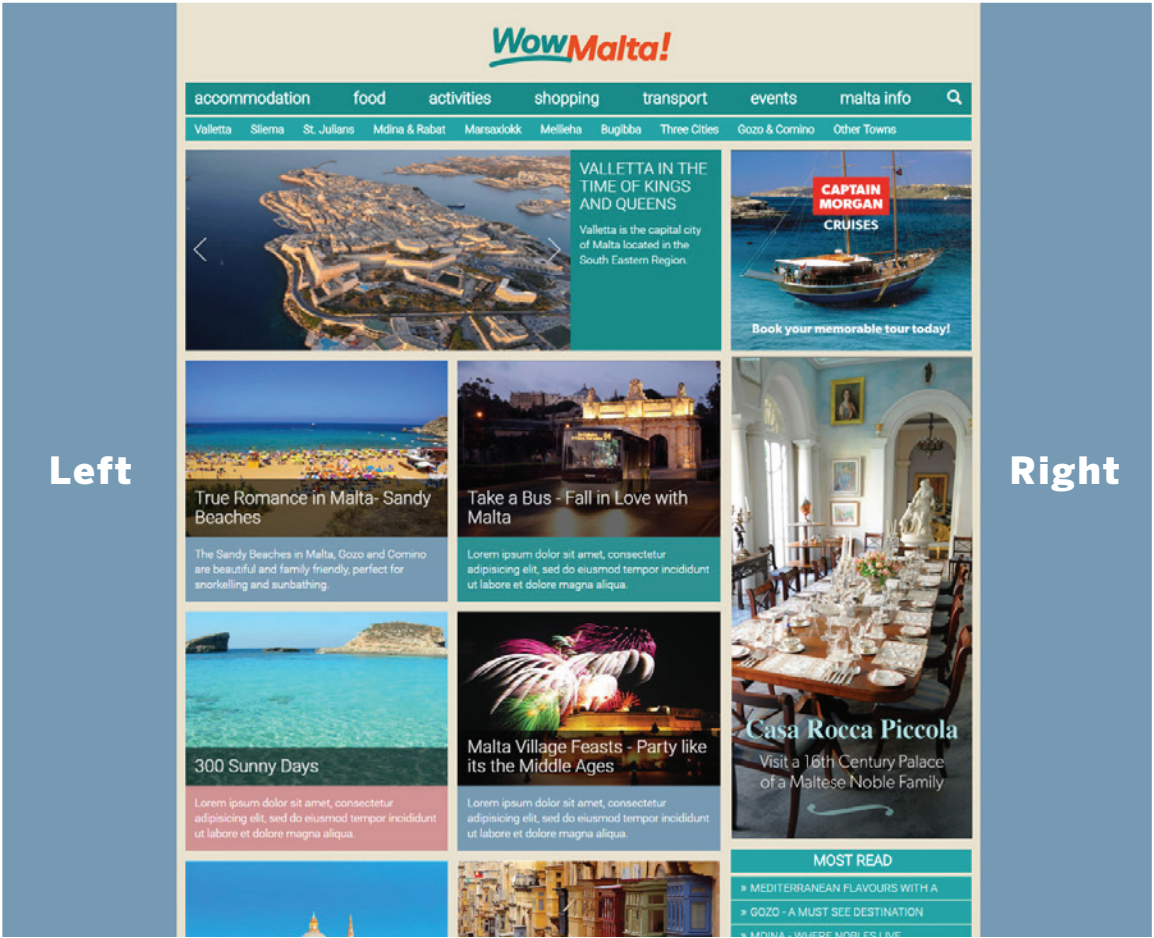 WowMalta!
accommodation food activities shopping transport events malta info
Valletta Sliema St. Julians Mdina & Rabat Marsaxlokk Mellieha Bugibba Three Cities Gozo & Comino Other Towns
VALLETTA IN THE
TIME OF KINGS
AND QUEENS
Valletta is the capital city
of Malta located in the
South Eastern Region.
CAPTAIN
MORGAN
CRUISES
Book your memorable tour today!
Left
Right
True Romance in Malta- Sandy
Beaches
The Sandy Beaches in Malta, Gozo and Comino
are beautiful and family friendly, perfect for
snorkelling and sunbathing.
Take a Bus - Fall in Love with
Malta
Lorem ipsum dolor sit amet, consectetur
adipisicing elit, sed do eiusmod tempor incididunt
ut labore et dolore magna aliqua.
300 Sunny Days
Lorem ipsum dolor sit amet, consectetur
adipisicing elit, sed do eiusmod tempor incididunt
ut labore et dolore magna aliqua.
Malta Village Feasts - Party like
its the Middle Ages
Lorem ipsum dolor sit amet, consectetur
adipisicing elit, sed do eiusmod tempor incididunt
ut labore et dolore magna aliqua.
Casa Rocca Piccola
Visit a 16th Century Palace
of a Maltese Noble Family
MOST READ
» MEDITERRANEAN FLAVOURS WITH A
» GOZO - A MUST SEE DESTINATION
» MDINA - WHERE NOBLES LIVE